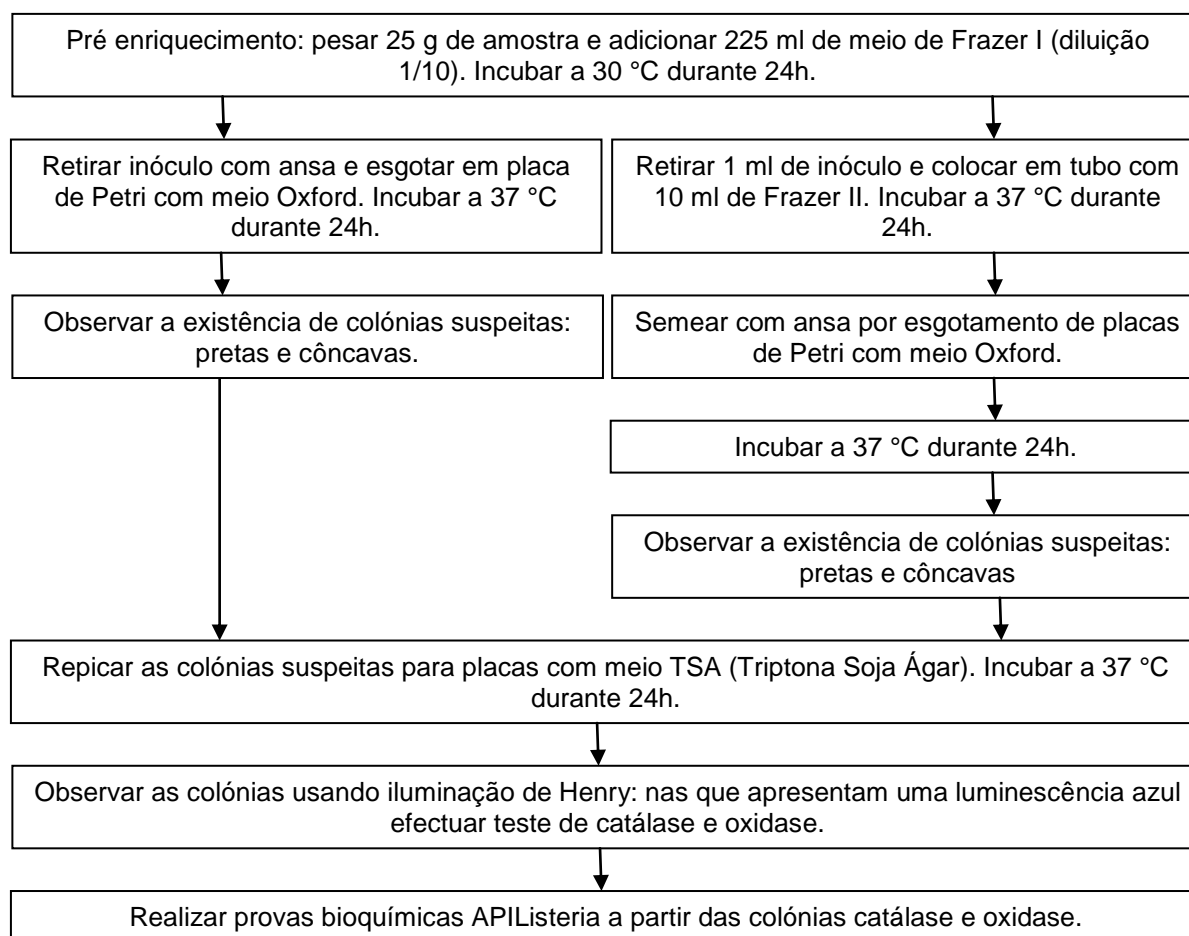 Pré enriquecimento: pesar 25 g de amostra e adicionar 225 ml de meio de Frazer I (diluição
1/10). Incubar a 30 °C durante 24h.
Retirar inóculo com ansa e esgotar em placa
de Petri com meio Oxford. Incubar a 37 °C
durante 24h.
Retirar 1 ml de inóculo e colocar em tubo com
10 ml de Frazer II. Incubar a 37 °C durante
24h.
Observar a existência de colónias suspeitas:
pretas e côncavas.
Semear com ansa por esgotamento de placas
de Petri com meio Oxford.
Incubar a 37 °C durante 24h.
Observar a existência de colónias suspeitas:
pretas e côncavas
Repicar as colónias suspeitas para placas com meio TSA (Triptona Soja Ágar). Incubar a 37 °C
durante 24h.
Observar as colónias usando iluminação de Henry: nas que apresentam uma luminescência azul
efectuar teste de catálase e oxidase.
Realizar provas bioquímicas APIListeria a partir das colónias catálase e oxidase.